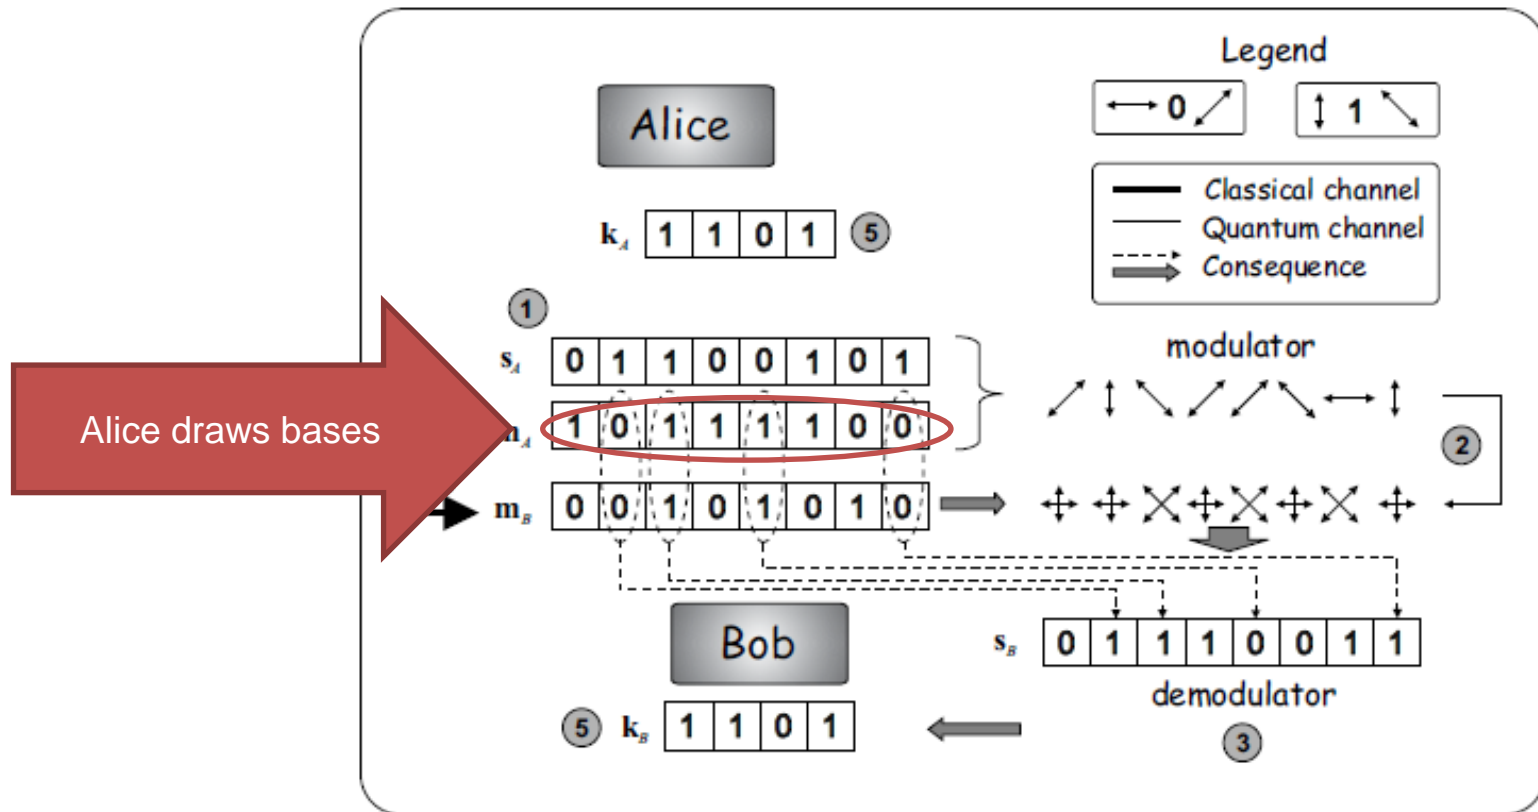 Legend
0
1
Alice
Classical channel
Quantum channel
Consequence
k_A 1 1 0 1 5
1
s_A 0 1 1 0 0 1 0 1
modulator
Alice draws bases
m_A 1 0 1 1 1 1 0 0
2
m_B 0 0 1 0 1 0 1 0
Bob
s_B 0 1 1 1 0 0 1 1
demodulator
5 k_B 1 1 0 1
3